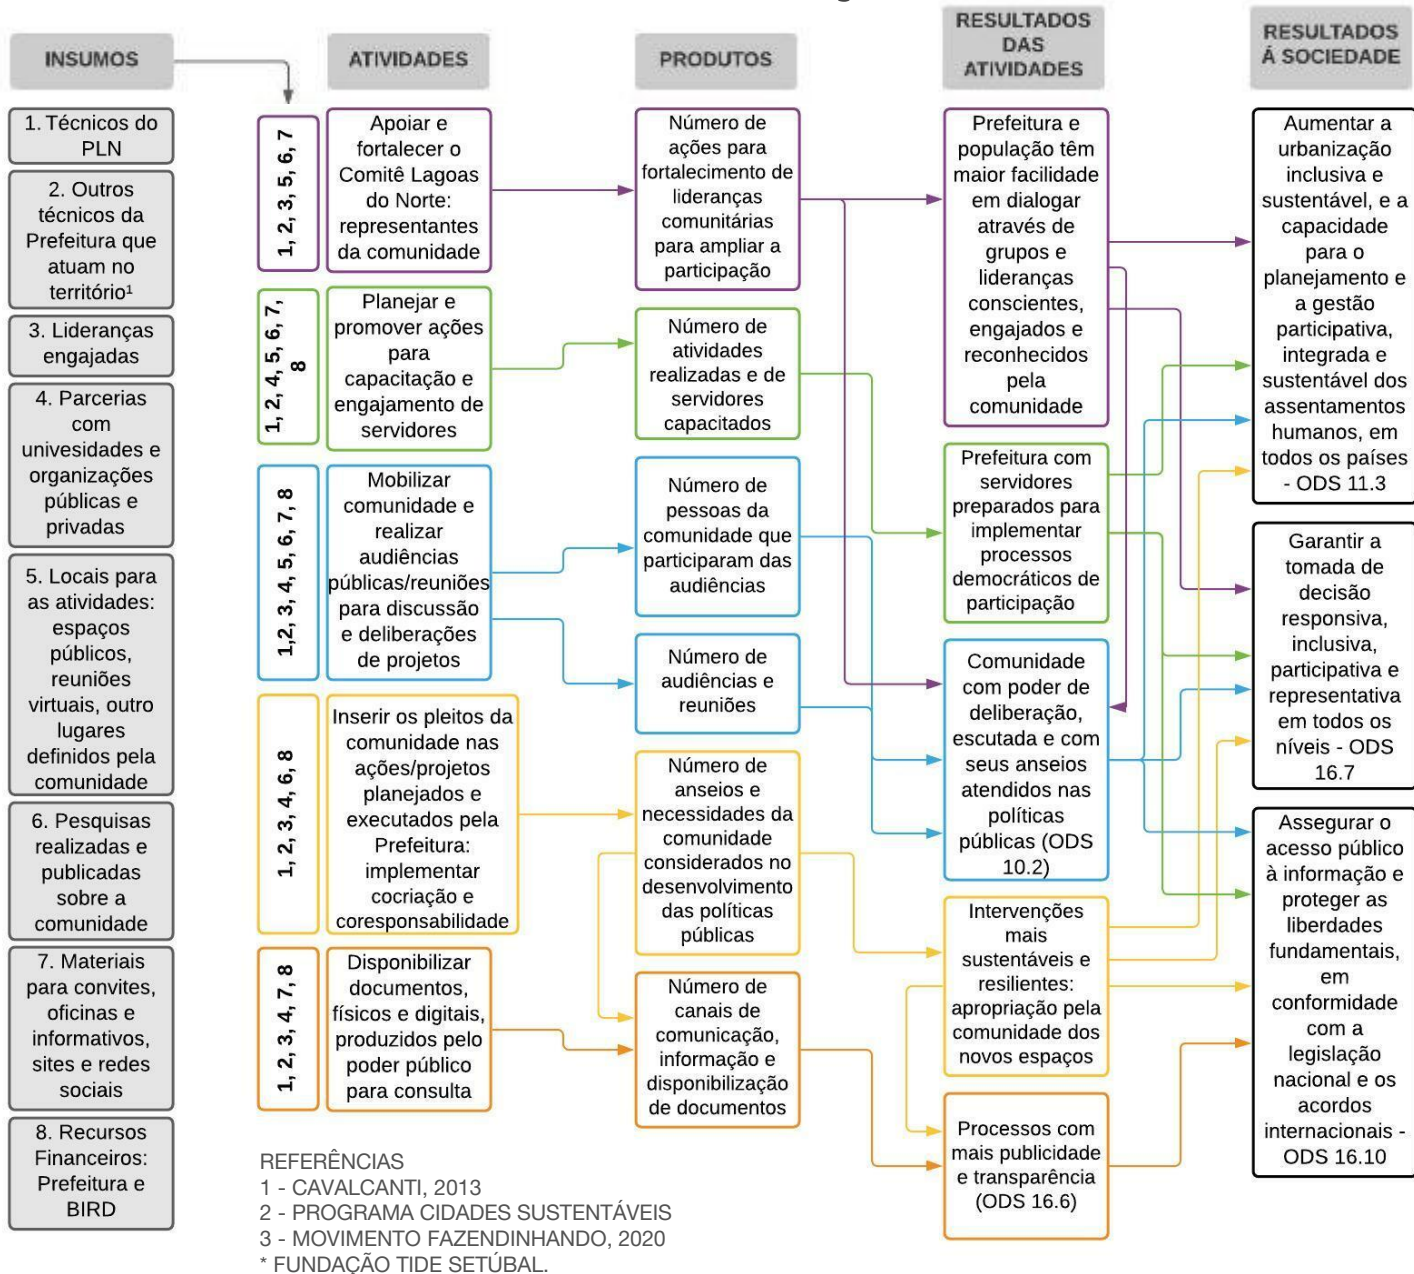 INSUMOS
1. Técnicos do
PLN
2. Outros
técnicos da
Prefeitura que
atuam no
território¹
3. Lideranças
engajadas
4. Parcerias
com
univesidades e
organizações
públicas e
privadas
5. Locais para
as atividades:
espaços
públicos,
reuniões
virtuais, outro
lugares
definidos pela
comunidade
6. Pesquisas
realizadas e
publicadas
sobre a
comunidade
7. Materiais
para convites,
oficinas e
informativos,
sites e redes
sociais
8. Recursos
Financeiros:
Prefeitura e
BIRD
ATIVIDADES
1, 2, 3, 5, 6, 7
Apoiar e
fortalecer o
Comitê Lagoas
do Norte:
representantes
da comunidade
1, 2, 4, 5, 6, 7,
8
Planejar e
promover ações
para
capacitação e
engajamento de
servidores
1,2, 3, 4, 5, 6, 7, 8
Mobilizar
comunidade e
realizar
audiências
públicas/reuniões
para discussão
e deliberações
de projetos
1, 2, 3, 4, 6, 8
Inserir os pleitos da
comunidade nas
ações/projetos
planejados e
executados pela
Prefeitura:
implementar
cocriação e
coresponsabilidade
1, 2, 3, 4, 7, 8
Disponibilizar
documentos,
físicos e digitais,
produzidos pelo
poder público
para consulta
PRODUTOS
Número de
ações para
fortalecimento de
lideranças
comunitárias
para ampliar a
participação
Número de
atividades
realizadas e de
servidores
capacitados
Número de
pessoas da
comunidade que
participaram das
audiências
Número de
audiências e
reuniões
Número de
anseios e
necessidades da
comunidade
considerados no
desenvolvimento
das políticas
públicas
Número de
canais de
comunicação,
informação e
disponibilização
de documentos
RESULTADOS
DAS
ATIVIDADES
Prefeitura e
população têm
maior facilidade
em dialogar
através de
grupos e
lideranças
conscientes,
engajados e
reconhecidos
pela
comunidade
Prefeitura com
servidores
preparados para
implementar
processos
democráticos de
participação
Comunidade
com poder de
deliberação,
escutada e com
seus anseios
atendidos nas
políticas
públicas (ODS
10.2)
Intervenções
mais
sustentáveis e
resilientes:
apropriação pela
comunidade dos
novos espaços
Processos com
mais publicidade
e transparência
(ODS 16.6)
RESULTADOS
Á SOCIEDADE
Aumentar a
urbanização
inclusiva e
sustentável, e a
capacidade
para o
planejamento e
a gestão
participativa,
integrada e
sustentável dos
assentamentos
humanos, em
todos os países
- ODS 11.3
Garantir a
tomada de
decisão
responsiva,
inclusiva,
participativa e
representativa
em todos os
níveis - ODS
16.7
Assegurar o
acesso público
à informação e
proteger as
liberdades
fundamentais,
em
conformidade
com a
legislação
nacional e os
acordos
internacionais -
ODS 16.10
REFERÊNCIAS
1 - CAVALCANTI, 2013
2 - PROGRAMA CIDADES SUSTENTÁVEIS
3 - MOVIMENTO FAZENDINHANDO, 2020
* FUNDAÇÃO TIDE SETÚBAL.